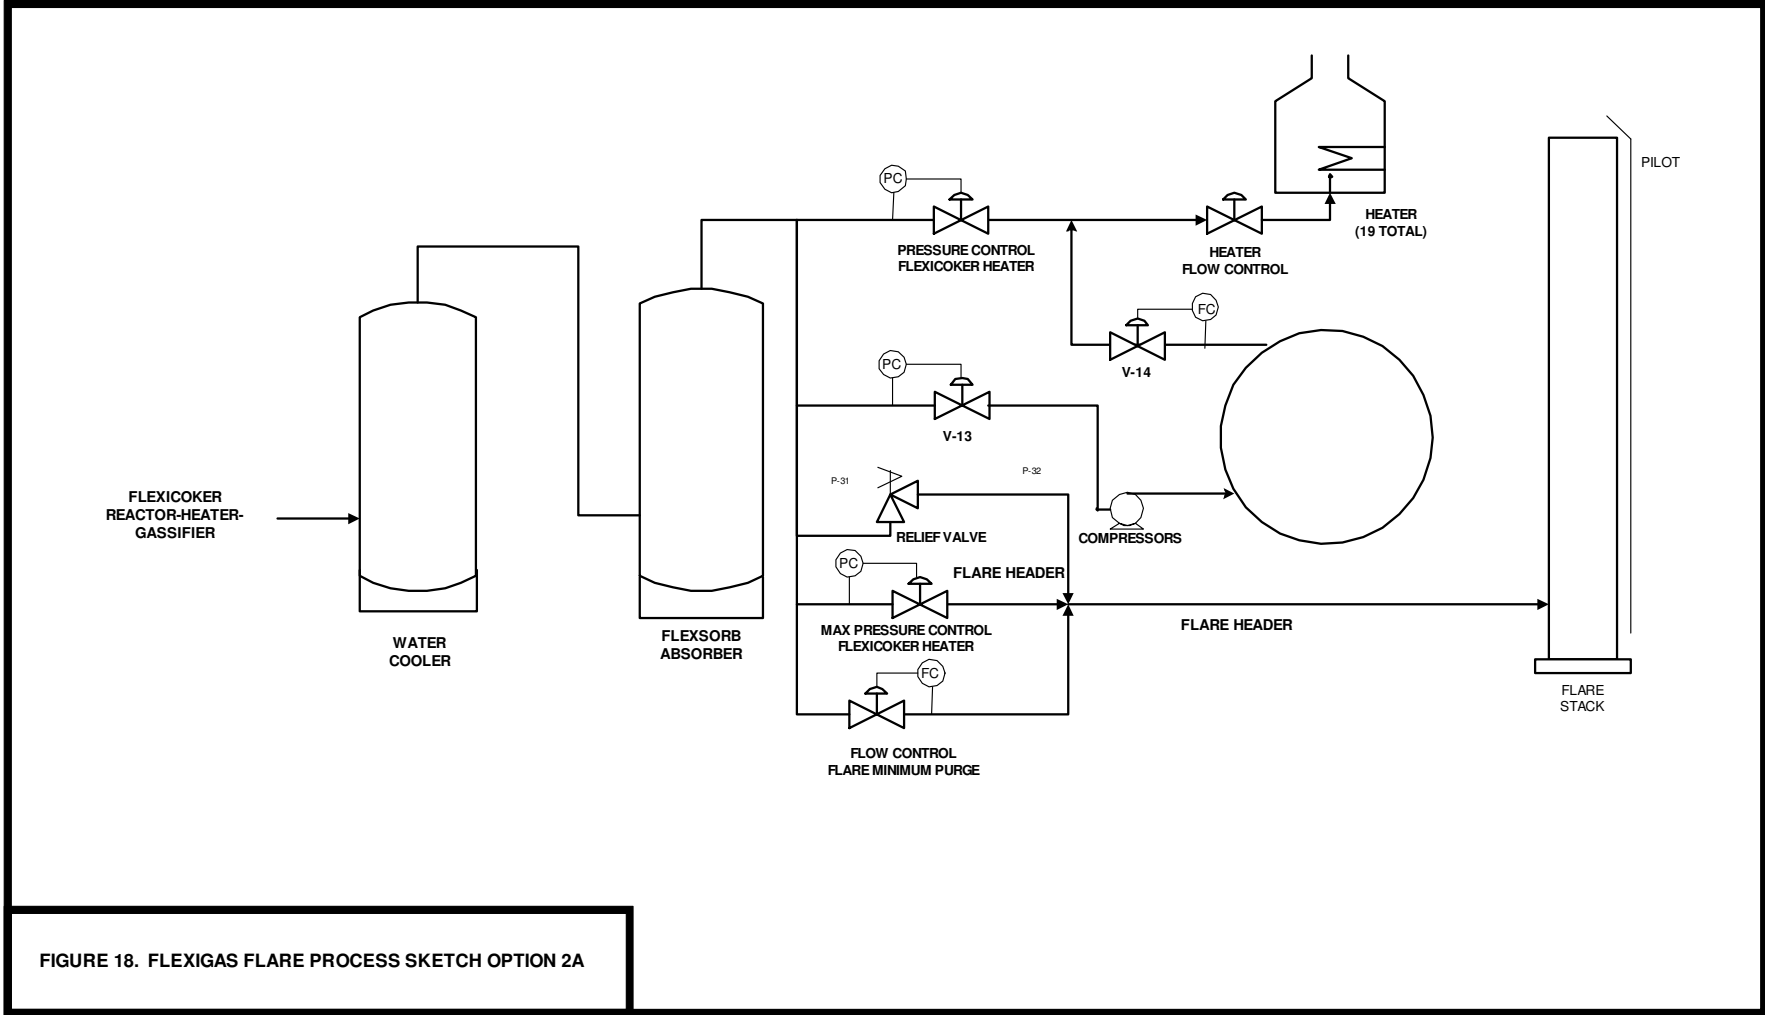 PILOT
PC
HEATER
(19 TOTAL)
PRESSURE CONTROL
FLEXICOKER HEATER
HEATER
FLOW CONTROL
FC
V-14
PC
V-13
FLEXICOKER
REACTOR-HEATER-
GASSIFIER
P-31
P-32
RELIEF VALVE
COMPRESSORS
PC
FLARE HEADER
MAX PRESSURE CONTROL
FLEXICOKER HEATER
FLARE HEADER
WATER
COOLER
FLEXSORB
ABSORBER
FC
FLARE
STACK
FLOW CONTROL
FLARE MINIMUM PURGE
FIGURE 18. FLEXIGAS FLARE PROCESS SKETCH OPTION 2A